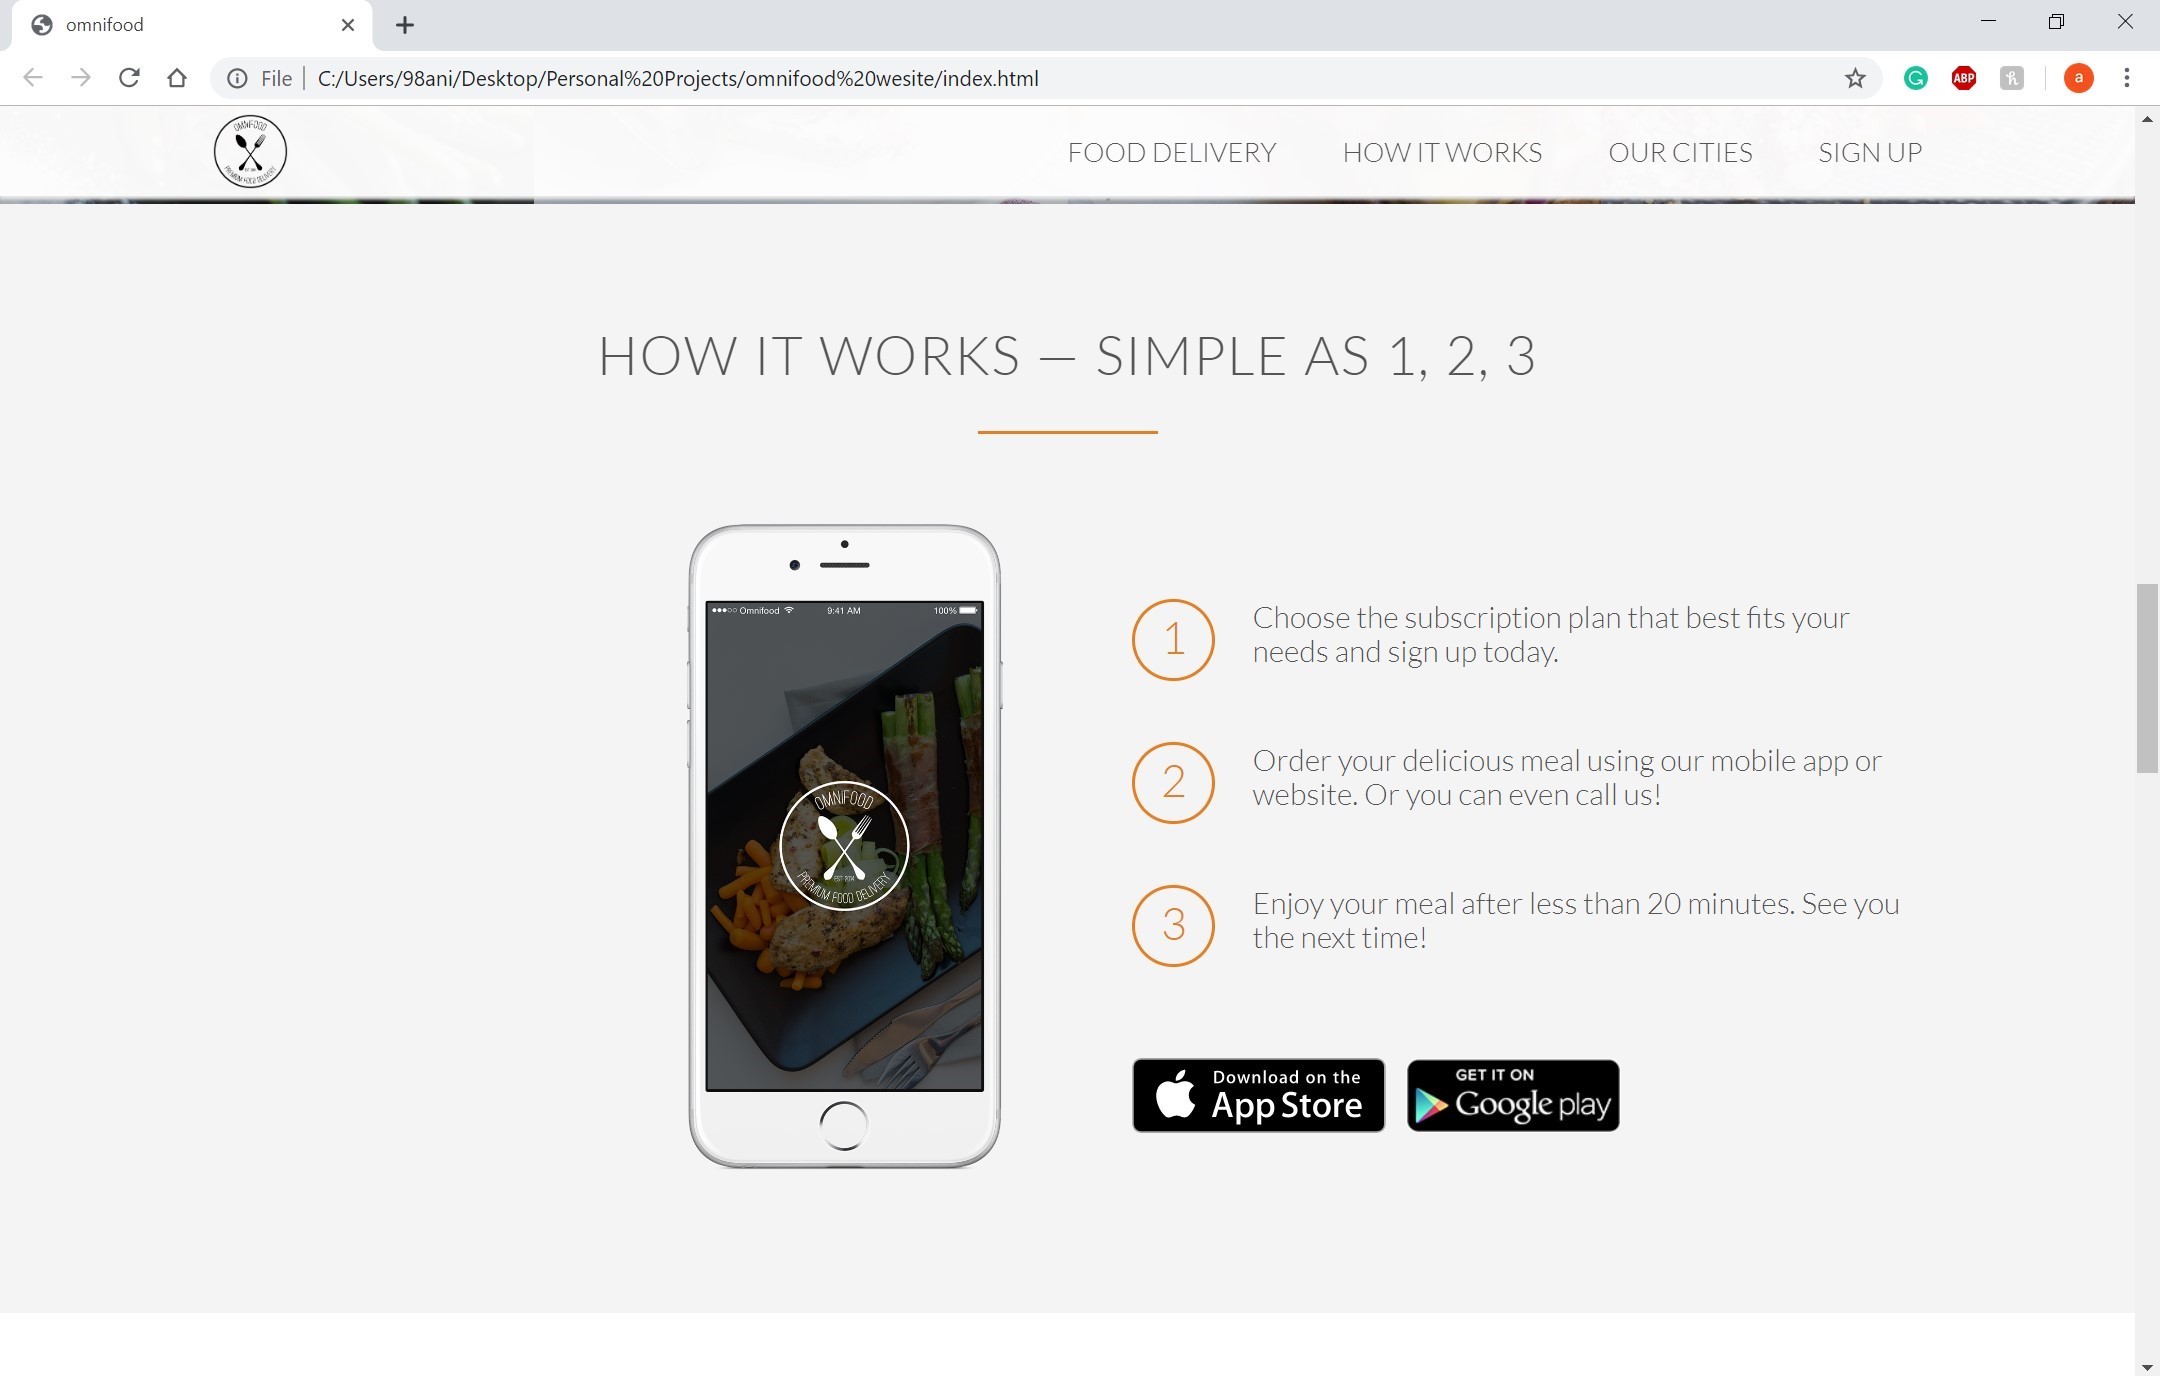 omnifood
File
C:/Users/98ani/Desktop/Personal%20Projects/omnifood%20wesite/index.html
ABP
a
OMNIFOOD
PREMIUM FOOD DELIVERY
FOOD DELIVERY
HOW IT WORKS
OUR CITIES
SIGN UP
HOW IT WORKS — SIMPLE AS 1, 2, 3
Omnifood
9:41 AM
100%
OMNIFOOD
PREMIUM FOOD DELIVERY
1
Choose the subscription plan that best fits your
needs and sign up today.
2
Order your delicious meal using our mobile app or
website. Or you can even call us!
3
Enjoy your meal after less than 20 minutes. See you
the next time!
Download on the
App Store
GET IT ON
Google play